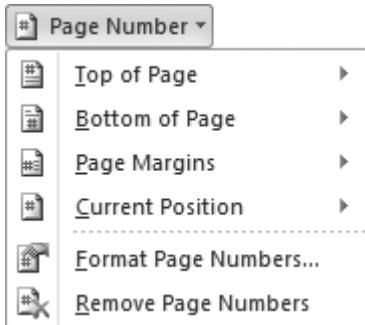 Page Number
Top of Page
Bottom of Page
Page Margins
Current Position
Format Page Numbers...
Remove Page Numbers